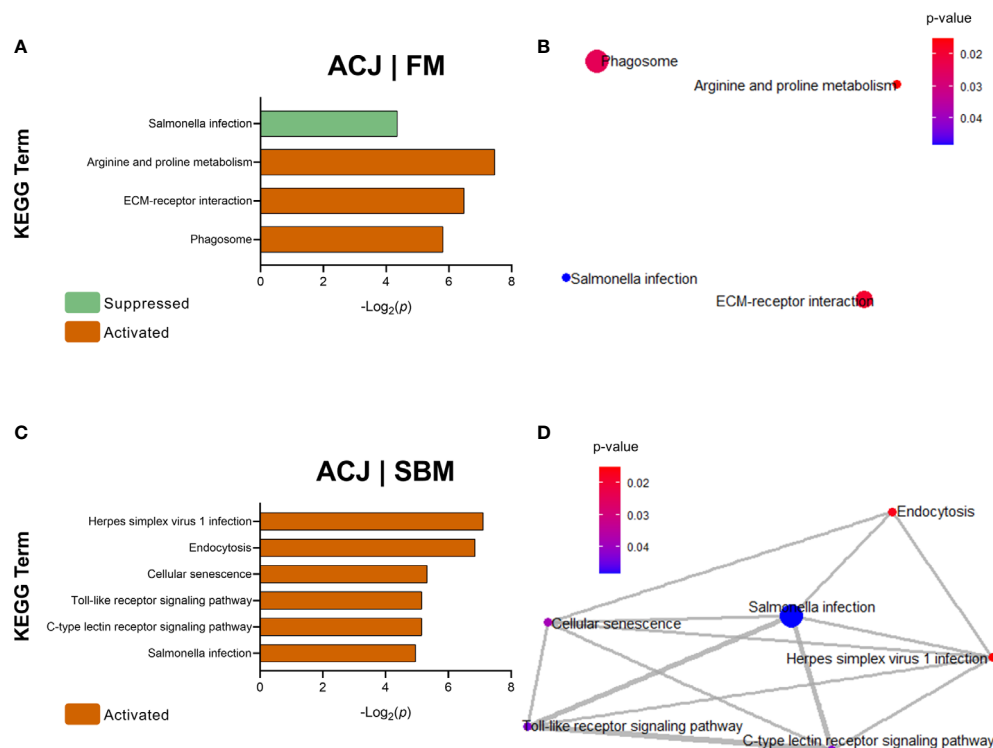 A
ACJ | FM
KEGG Term
Salmonella infection
Arginine and proline metabolism
ECM-receptor interaction
Phagosome
0 2 4 6 8
-Log2(p)
Suppressed
Activated
B
p-value
0.02
0.03
0.04
Phagosome
Arginine and proline metabolism
Salmonella infection
ECM-receptor interaction
C
ACJ | SBM
KEGG Term
Herpes simplex virus 1 infection
Endocytosis
Cellular senescence
Toll-like receptor signaling pathway
C-type lectin receptor signaling pathway
Salmonella infection
0 2 4 6 8
-Log2(p)
Activated
D
p-value
0.02
0.03
0.04
Endocytosis
Salmonella infection
Cellular senescence
Herpes simplex virus 1 infection
Toll-like receptor signaling pathway
C-type lectin receptor signaling pathway